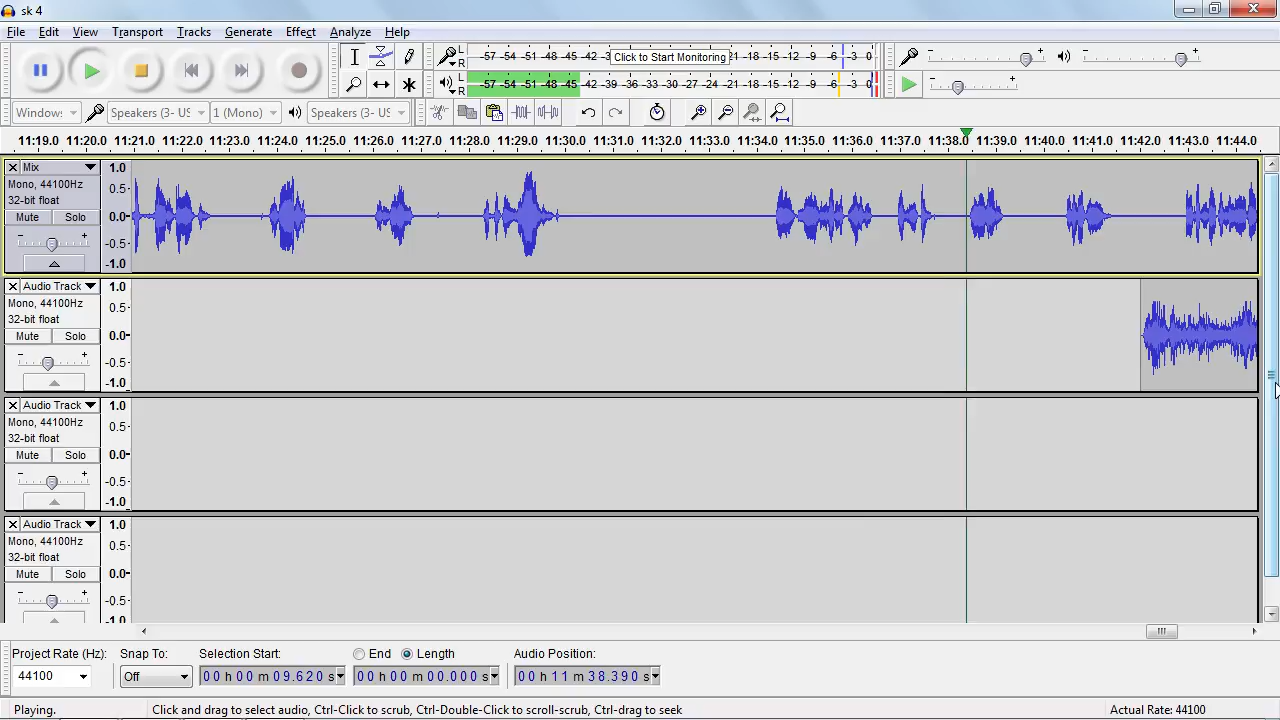 sk 4
File Edit View Transport Tracks Generate Effect Analyze Help
L R -57 -54 -51 -48 -45 -42 Click to Start Monitoring -18 -15 -12 -9 -6 -3 0
L R -57 -54 -51 -48 -45 -42 -39 -36 -33 -30 -27 -24 -21 -18 -15 -12 -9 -6 -3 0
Windows Speakers (3- US 1 (Mono) Speakers (3- US
11:19.0 11:20.0 11:21.0 11:22.0 11:23.0 11:24.0 11:25.0 11:26.0 11:27.0 11:28.0 11:29.0 11:30.0 11:31.0 11:32.0 11:33.0 11:34.0 11:35.0 11:36.0 11:37.0 11:38.0 11:39.0 11:40.0 11:41.0 11:42.0 11:43.0 11:44.0
Mix 1.0
Mono, 44100Hz 0.5
32-bit float
Mute Solo 0.0
- + -0.5
-1.0
Audio Track 1.0
Mono, 44100Hz 0.5
32-bit float
Mute Solo 0.0
- + -0.5
-1.0
Audio Track 1.0
Mono, 44100Hz 0.5
32-bit float
Mute Solo 0.0
- + -0.5
-1.0
Audio Track 1.0
Mono, 44100Hz 0.5
32-bit float
Mute Solo 0.0
- + -0.5
-1.0
Project Rate (Hz): Snap To: Selection Start: End Length Audio Position:
44100 Off 00 h 00 m 09.620 s 00 h 00 m 00.000 s 00 h 11 m 38.390 s
Playing. Click and drag to select audio, Ctrl-Click to scrub, Ctrl-Double-Click to scroll-scrub, Ctrl-drag to seek Actual Rate: 44100